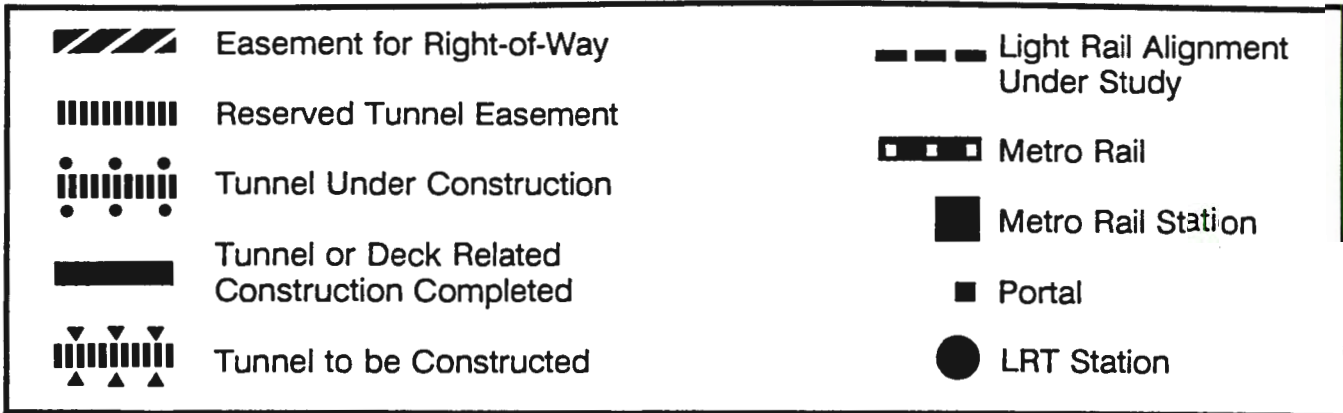 Easement for Right-of-Way
Reserved Tunnel Easement
Tunnel Under Construction
Tunnel or Deck Related
Construction Completed
Tunnel to be Constructed
Light Rail Alignment
Under Study
Metro Rail
Metro Rail Station
Portal
LRT Station